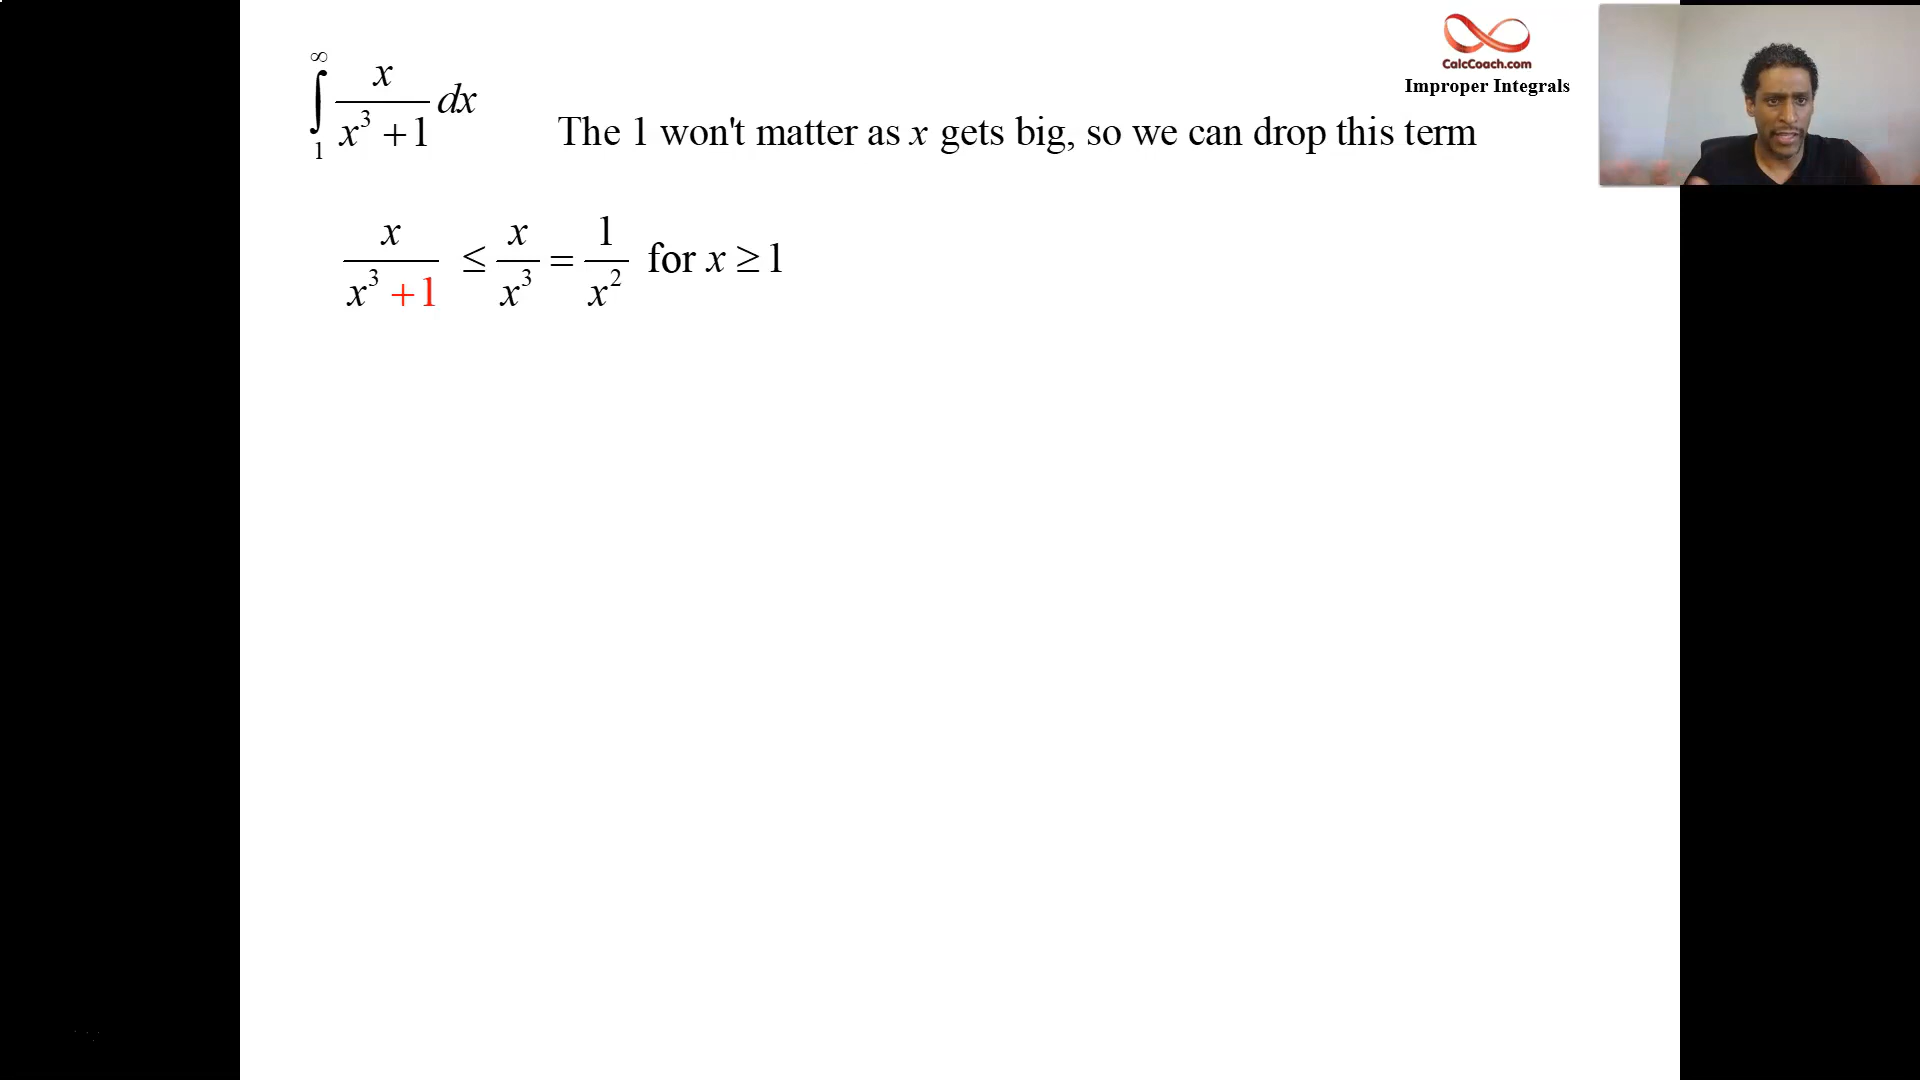 ∫₁^∞ x/(x³+1) dx
CalcCoach.com
Improper Integrals
The 1 won't matter as x gets big, so we can drop this term
x/(x³ +1) ≤ x/x³ = 1/x² for x ≥ 1